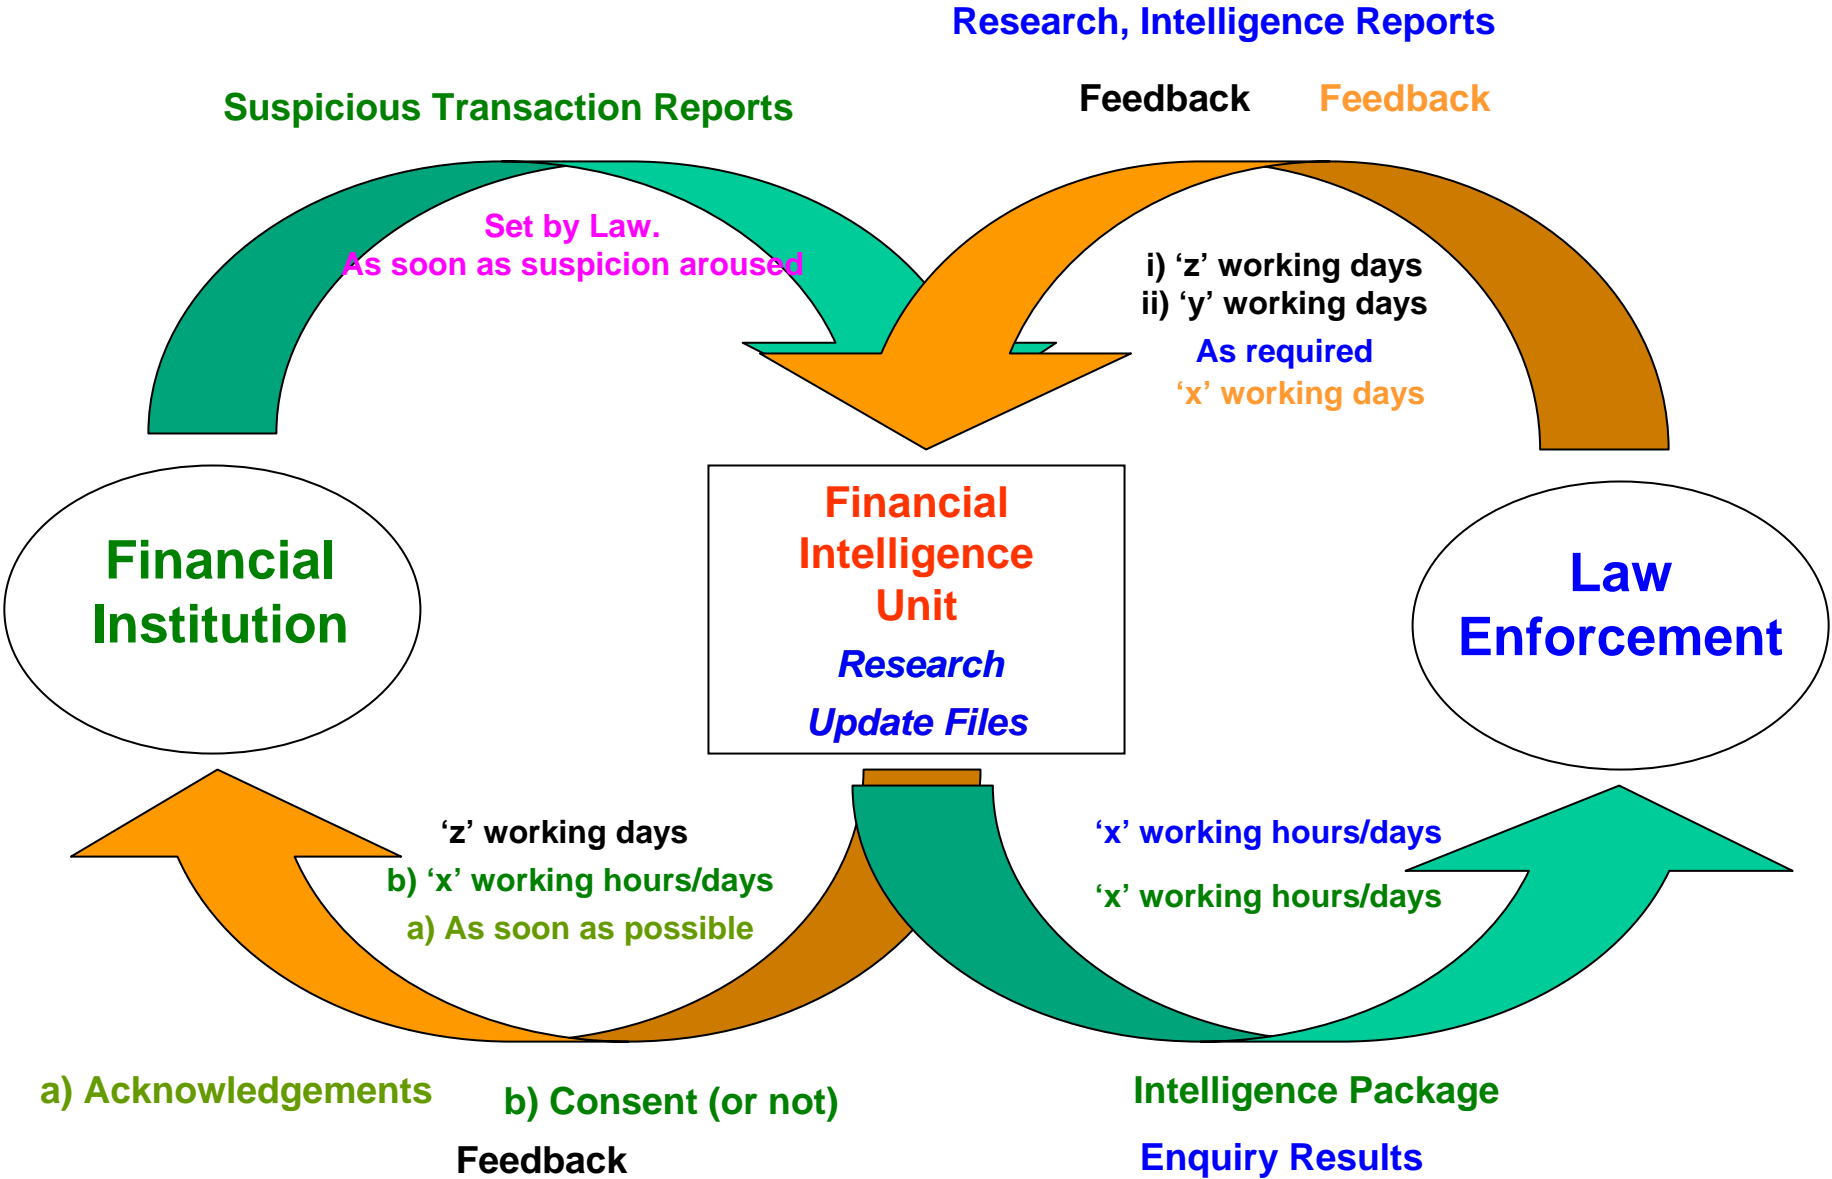 Research, Intelligence Reports
Suspicious Transaction Reports
Feedback
Feedback
Set by Law.
As soon as suspicion aroused
i) ‘z’ working days
ii) ‘y’ working days
As required
‘x’ working days
Financial
Institution
Financial
Intelligence
Unit
Research
Update Files
Law
Enforcement
‘z’ working days
b) ‘x’ working hours/days
a) As soon as possible
‘x’ working hours/days
‘x’ working hours/days
a) Acknowledgements
b) Consent (or not)
Feedback
Intelligence Package
Enquiry Results